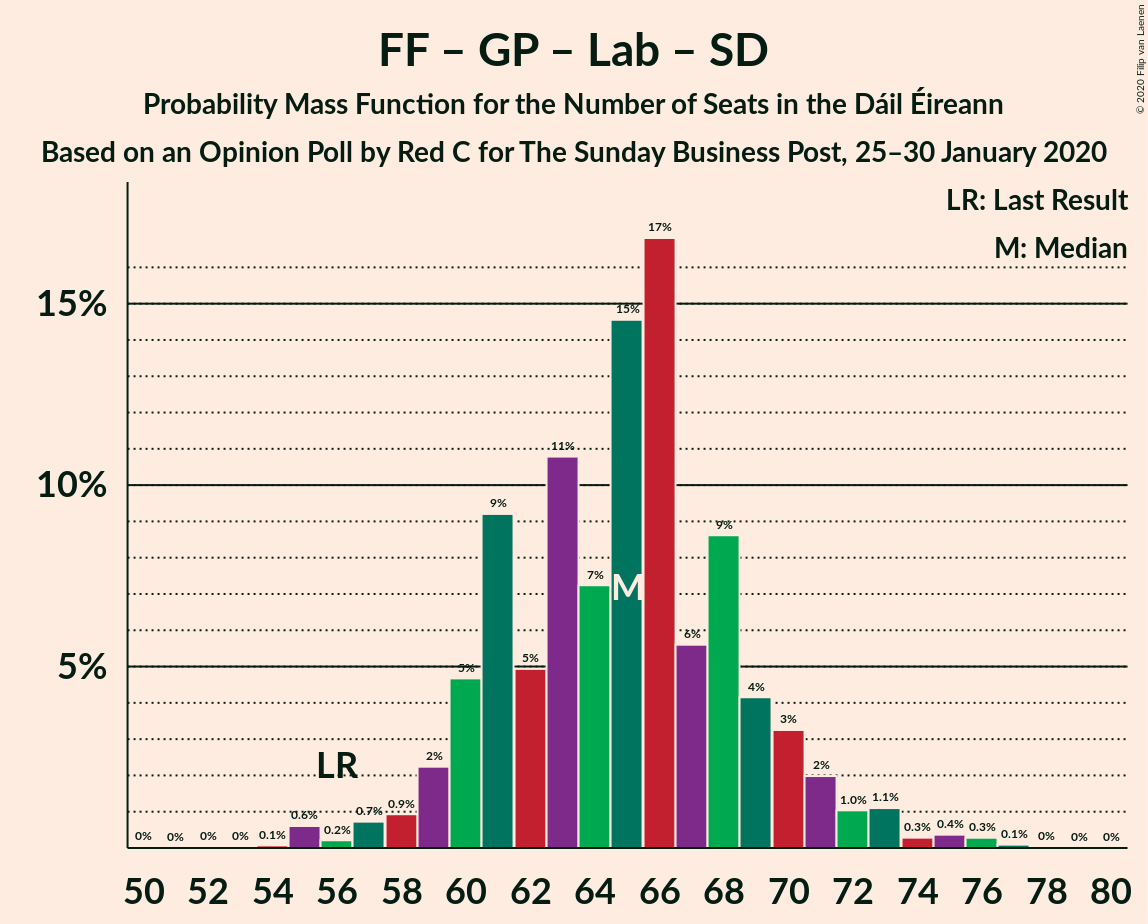 FF – GP – Lab – SD
Probability Mass Function for the Number of Seats in the Dáil Éireann
Based on an Opinion Poll by Red C for The Sunday Business Post, 25–30 January 2020
© 2020 Filip van Laenen
LR: Last Result
M: Median
17%
15%
15%
11%
10%
9%
9%
7%
M
6%
5%
5%
5%
4%
3%
LR
2%
2%
0% 0% 0% 0% 0.1% 0.6% 0.2% 0.7% 0.9% 1.0% 1.1% 0.3% 0.4% 0.3% 0.1% 0% 0% 0%
50 52 54 56 58 60 62 64 66 68 70 72 74 76 78 80